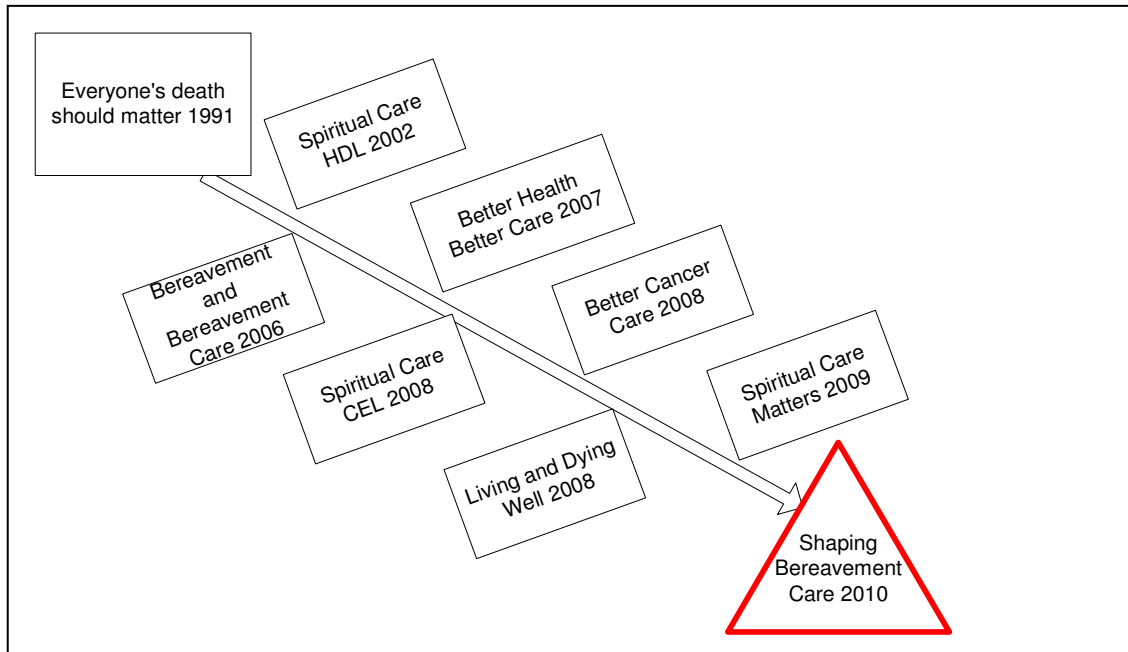 Everyone's death
should matter 1991
Spiritual Care
HDL 2002
Better Health
Better Care 2007
Bereavement
and
Bereavement
Care 2006
Better Cancer
Care 2008
Spiritual Care
CEL 2008
Spiritual Care
Matters 2009
Living and Dying
Well 2008
Shaping
Bereavement
Care 2010